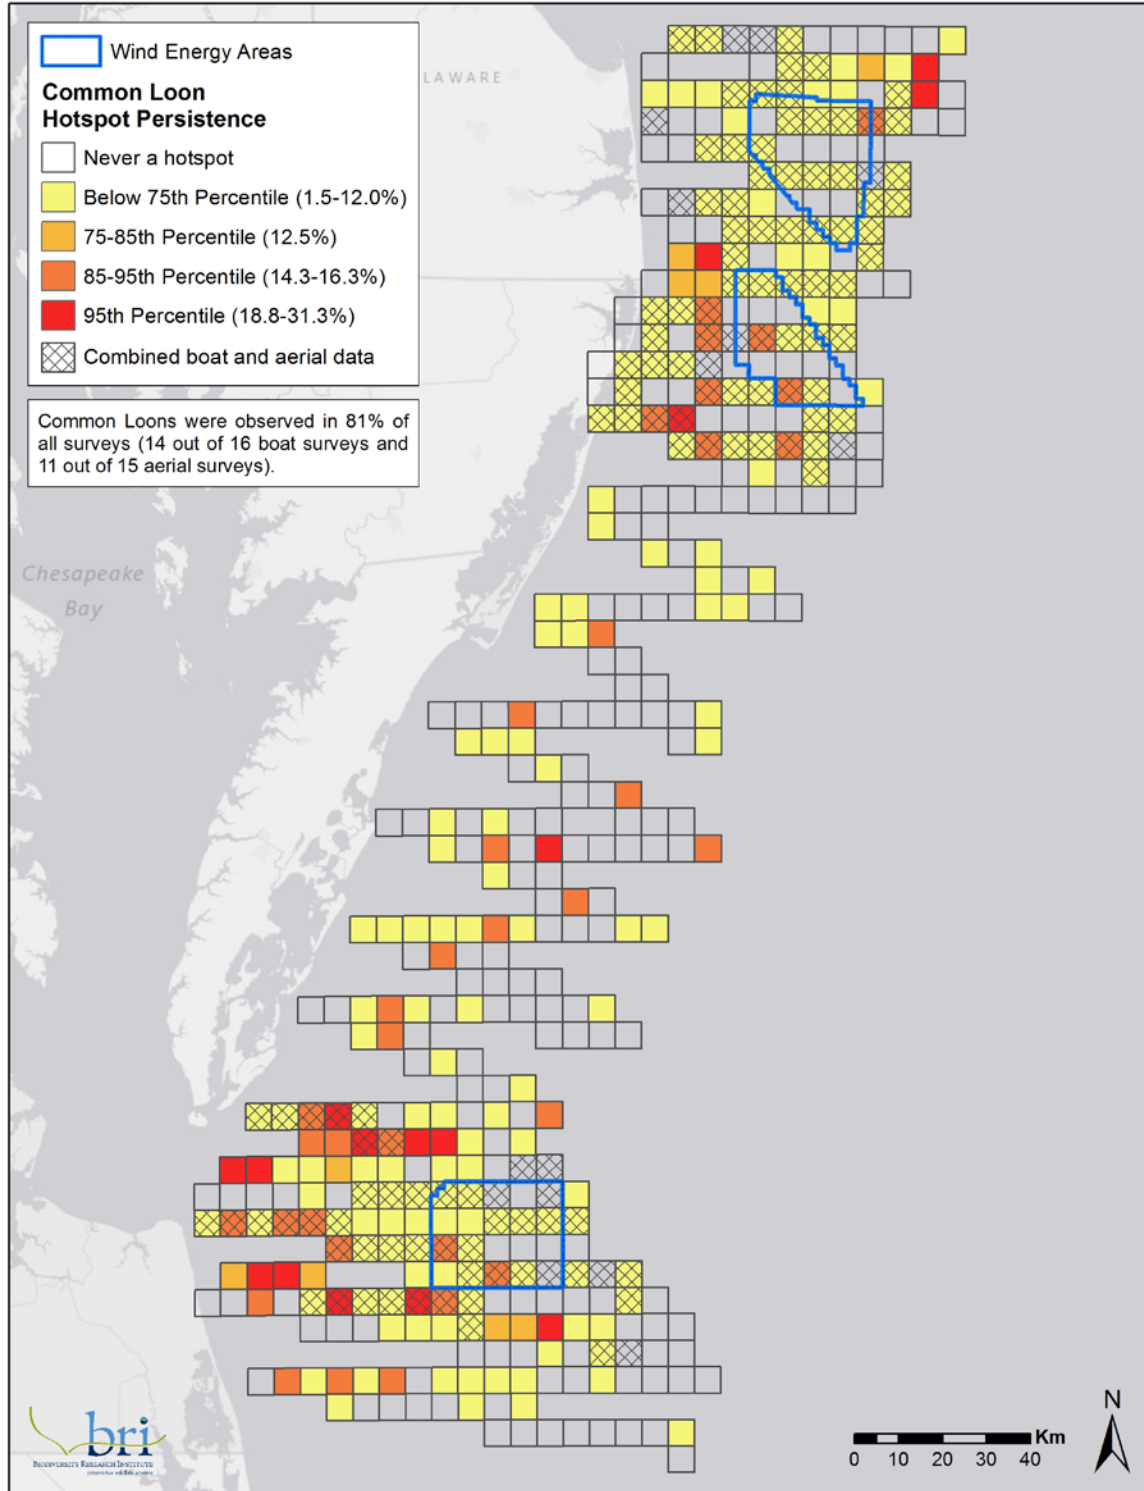 Wind Energy Areas
Common Loon
Hotspot Persistence
Never a hotspot
Below 75th Percentile (1.5-12.0%)
75-85th Percentile (12.5%)
85-95th Percentile (14.3-16.3%)
95th Percentile (18.8-31.3%)
Combined boat and aerial data
Common Loons were observed in 81% of
all surveys (14 out of 16 boat surveys and
11 out of 15 aerial surveys).
LAWARE
Chesapeake
Bay
bri
BIODIVERSITY RESEARCH INSTITUTE
N
Km
0 10 20 30 40